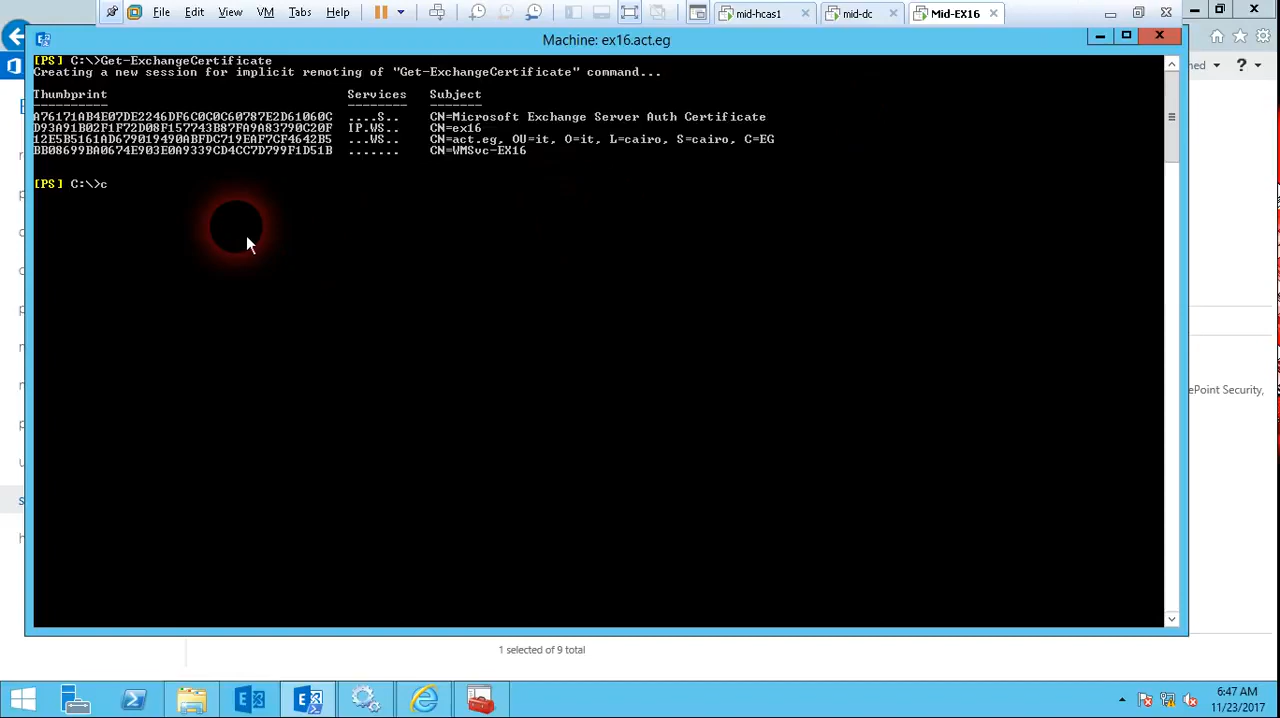 File Edit View VM Tabs Help mid-hcas1 mid-dc Mid-EX16
Machine: ex16.act.eg
[PS] C:\>Get-ExchangeCertificate
Creating a new session for implicit remoting of "Get-ExchangeCertificate" command...
Thumbprint Services Subject
---------- -------- -------
A76171AB4E07DE2246DF6C0C0C60787E2D61060C ....S.. CN=Microsoft Exchange Server Auth Certificate
D93A91B02F1F72D08F157743B87FA9A83790C20F IP.WS.. CN=ex16
12E5B5161AD679019490ABFDC719EAF7CF4642B5 ...WS.. CN=act.eg, OU=it, O=it, L=cairo, S=cairo, C=EG
BB08699BA0674E903E0A9339CD4CC7D799F1D51B ....... CN=WMSvc-EX16
[PS] C:\>c
ned ?
ePoint Security,
1 selected of 9 total
6:47 AM
11/23/2017